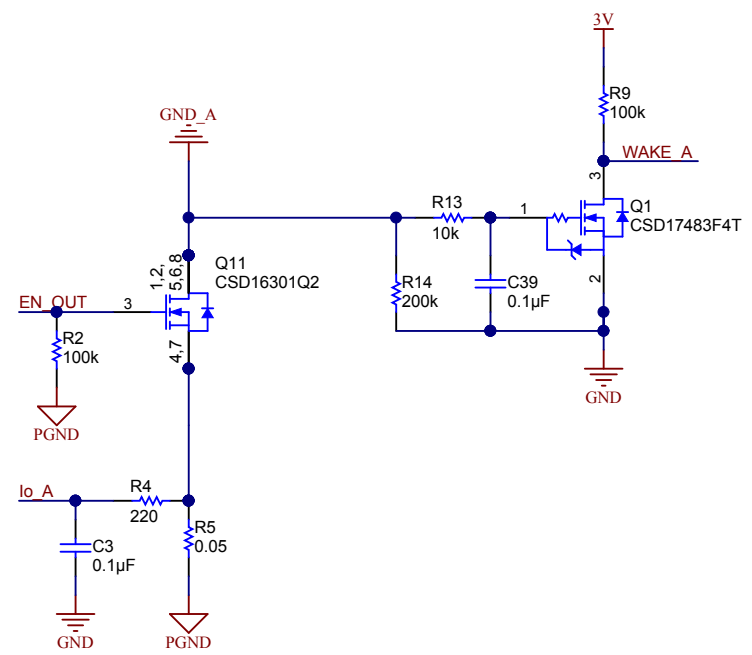 3V
R9
100k
GND_A
WAKE_A
3
R13
1
10k
Q1
CSD17483F4T
1,2,
5,6,8
Q11
CSD16301Q2
R14
200k
C39
0.1µF
2
EN_OUT
3
R2
100k
4,7
GND
PGND
Io_A
R4
220
R5
0.05
C3
0.1µF
GND
PGND